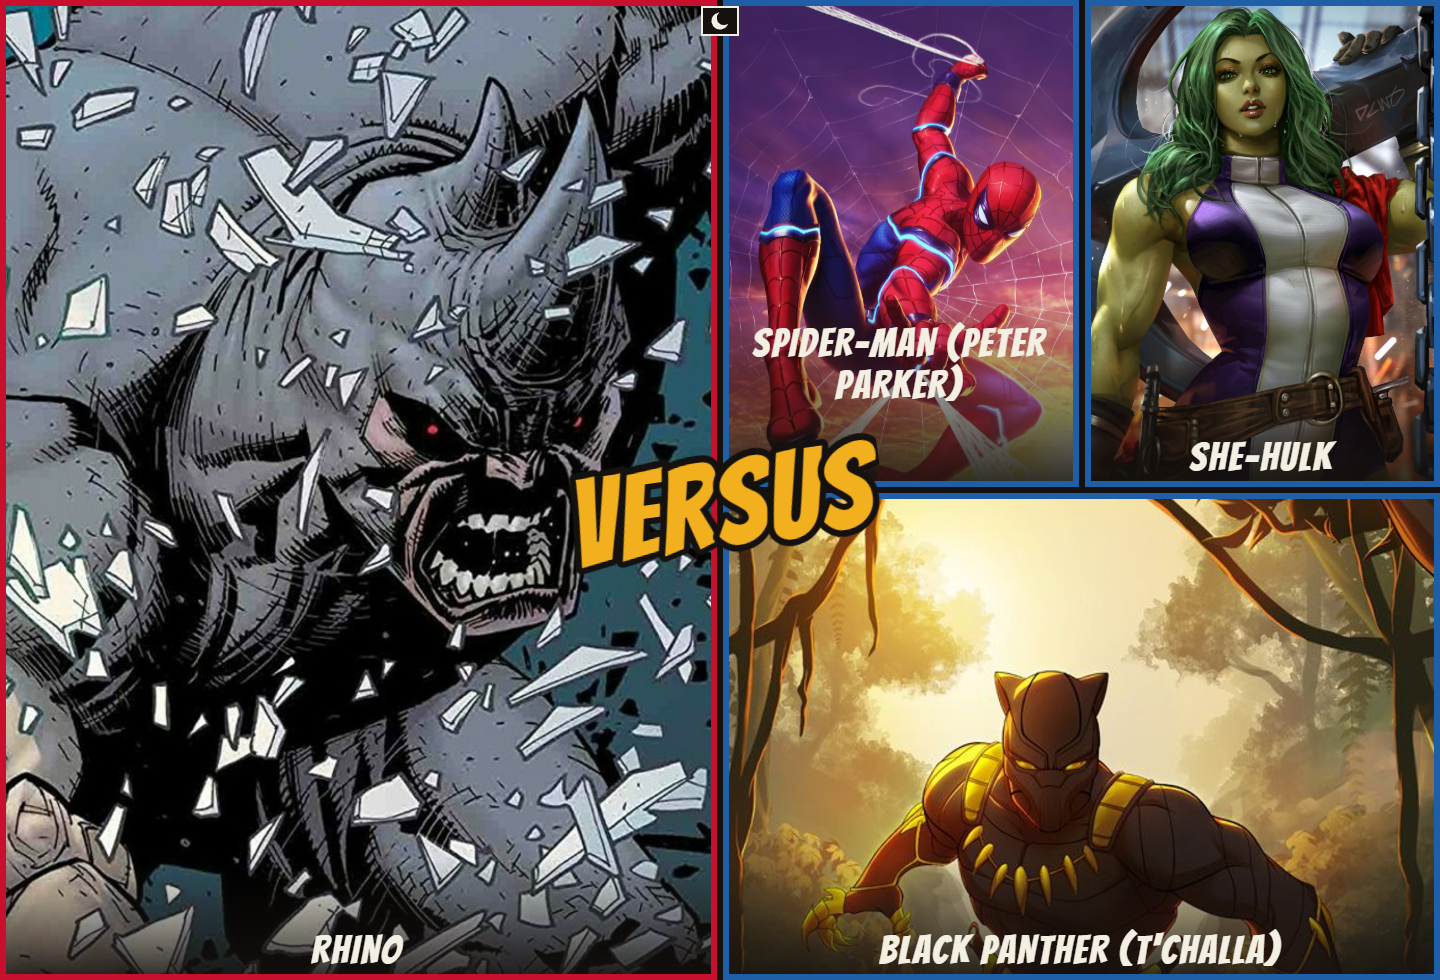 RHINO
VERSUS
SPIDER-MAN (PETER
PARKER)
SHE-HULK
BLACK PANTHER (T'CHALLA)